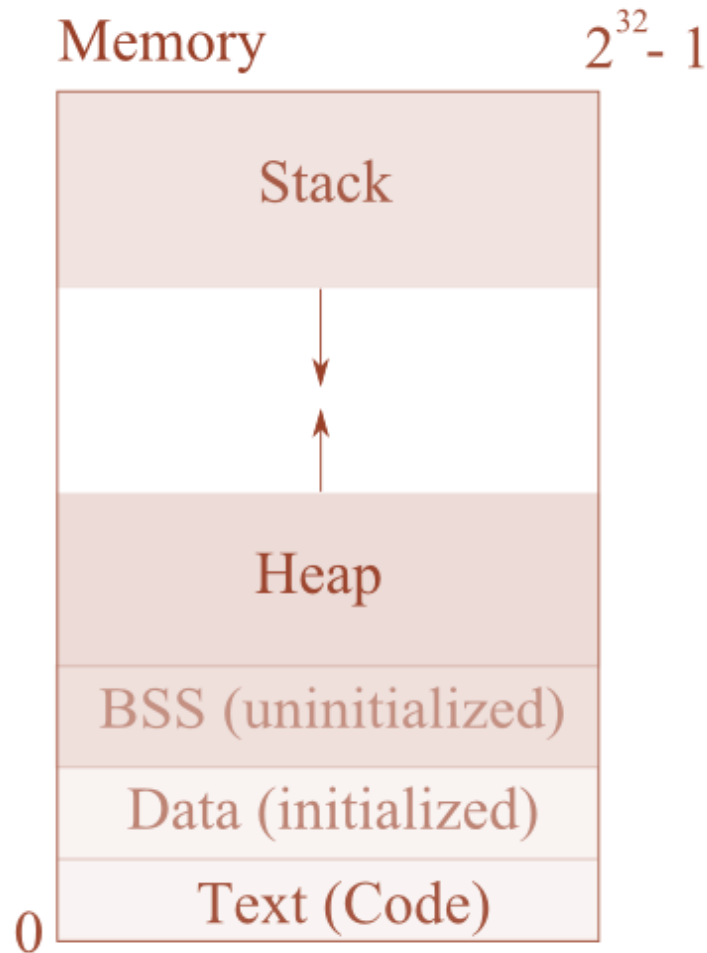 Memory 2^32 - 1
Stack
Heap
BSS (uninitialized)
Data (initialized)
Text (Code)
0